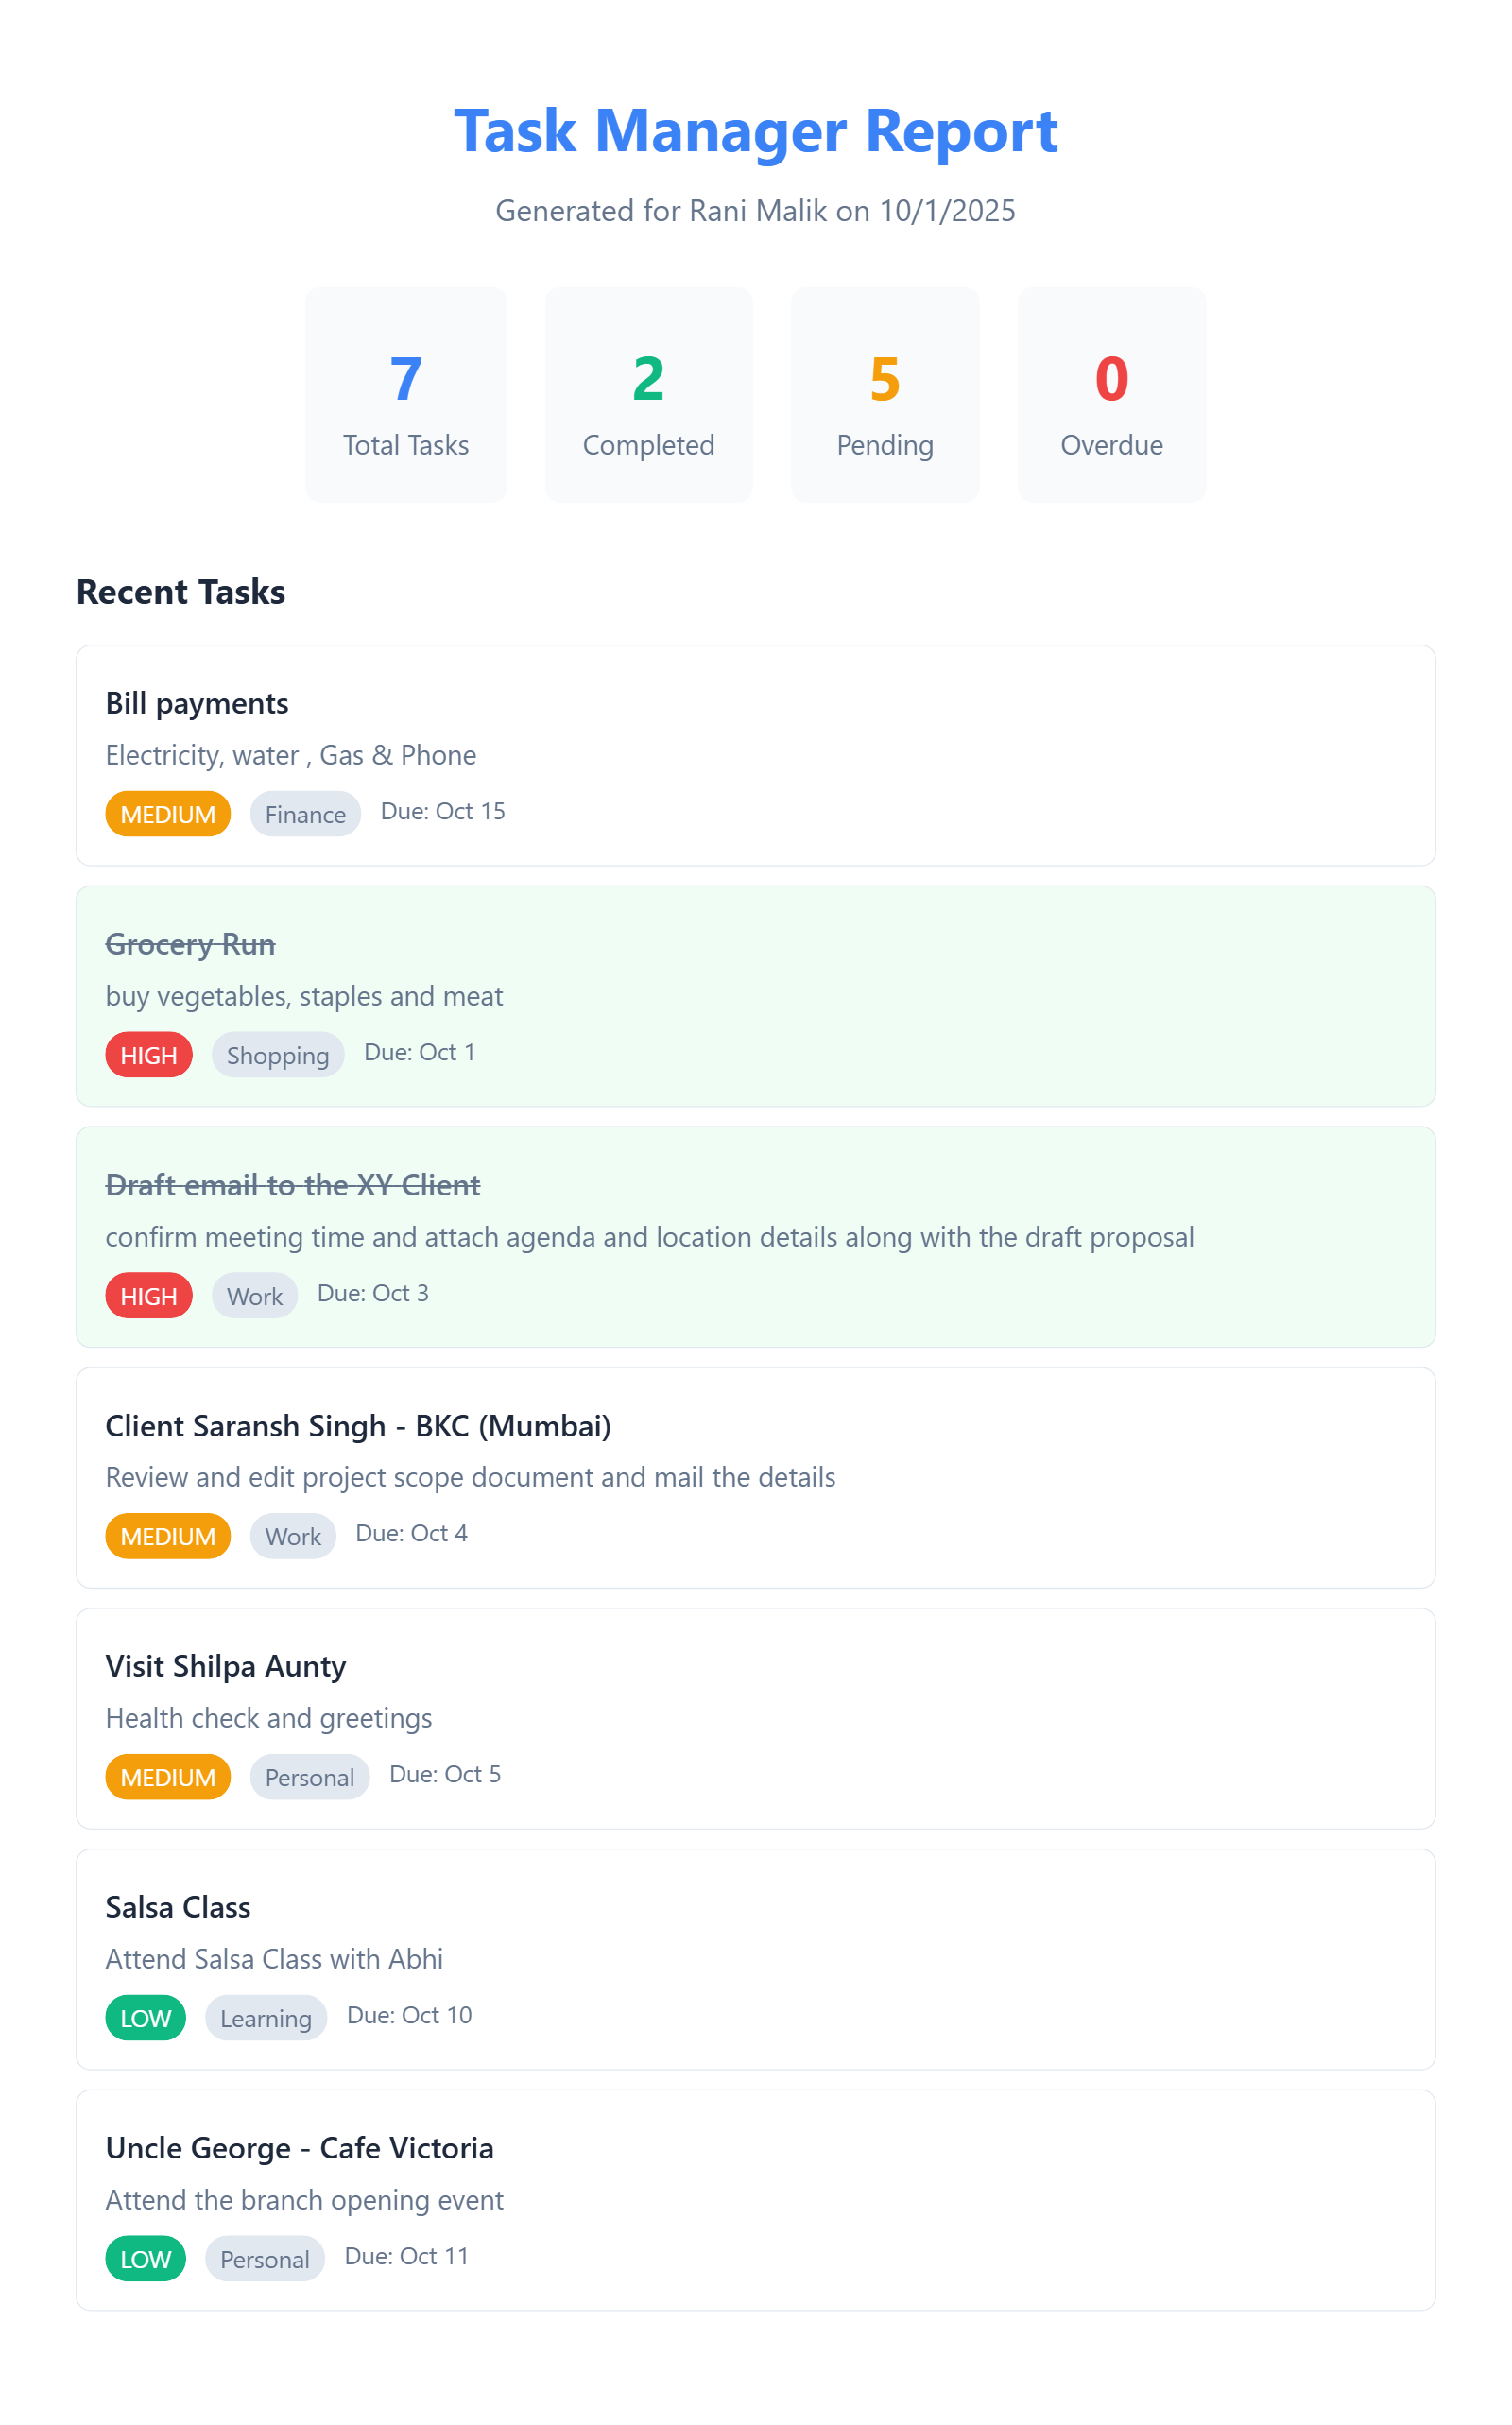 Task Manager Report
Generated for Rani Malik on 10/1/2025
7 2 5 0
Total Tasks Completed Pending Overdue
Recent Tasks
Bill payments
Electricity, water , Gas & Phone
MEDIUM Finance Due: Oct 15
Grocery Run
buy vegetables, staples and meat
HIGH Shopping Due: Oct 1
Draft email to the XY Client
confirm meeting time and attach agenda and location details along with the draft proposal
HIGH Work Due: Oct 3
Client Saransh Singh - BKC (Mumbai)
Review and edit project scope document and mail the details
MEDIUM Work Due: Oct 4
Visit Shilpa Aunty
Health check and greetings
MEDIUM Personal Due: Oct 5
Salsa Class
Attend Salsa Class with Abhi
LOW Learning Due: Oct 10
Uncle George - Cafe Victoria
Attend the branch opening event
LOW Personal Due: Oct 11